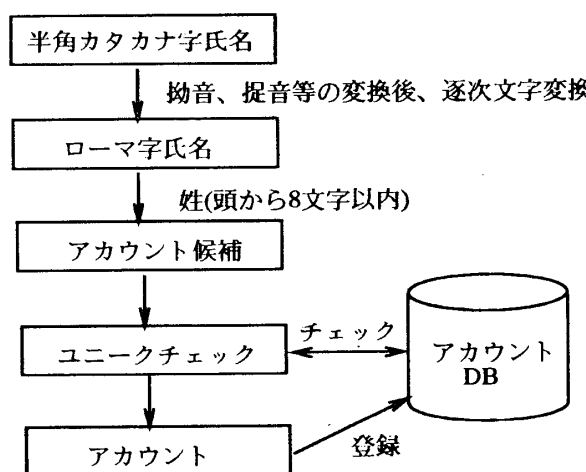 半角カタカナ字氏名
拗音、捉音等の変換後、逐次文字変換
ローマ字氏名
姓(頭から8文字以内)
アカウント候補
チェック
ユニークチェック
アカウント
DB
アカウント
登録